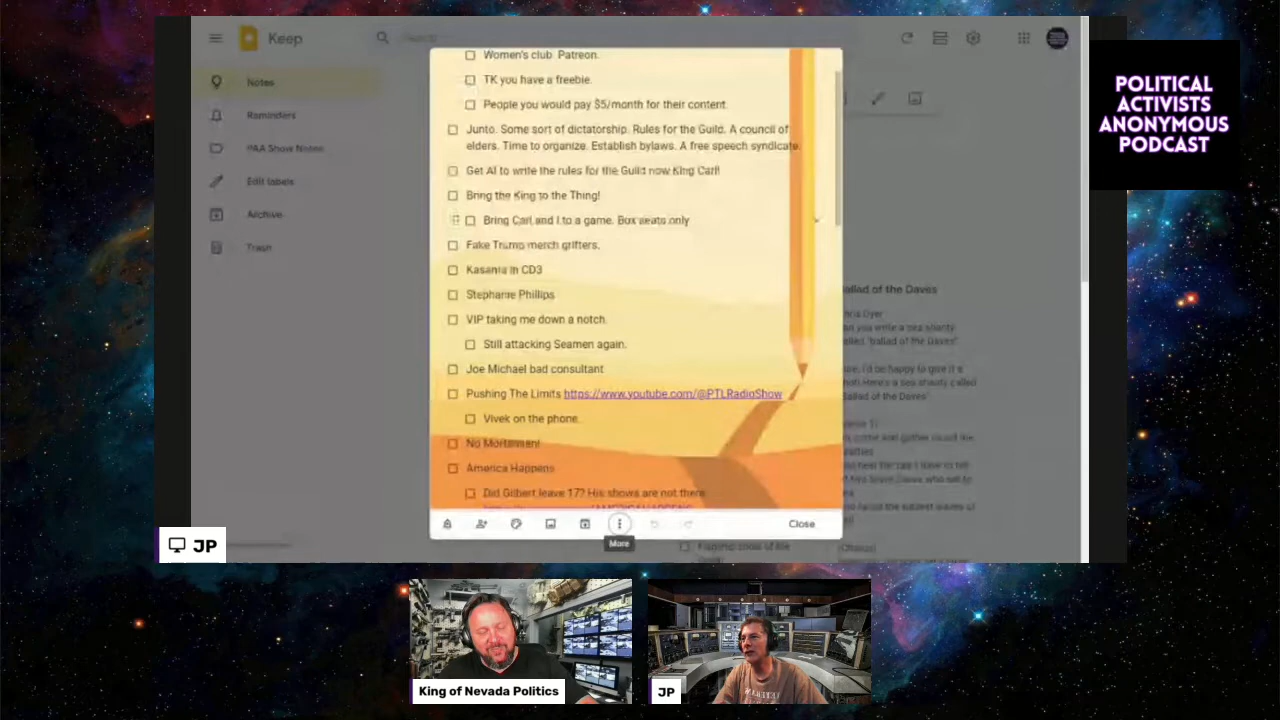 Keep
Search
Notes
Reminders
PAA Show Notes
Edit labels
Archive
Trash
Women's club. Patreon.
TK you have a freebie.
People you would pay $5/month for their content.
Junto. Some sort of dictatorship. Rules for the Guild. A council of
elders. Time to organize. Establish bylaws. A free speech syndicate.
Get AI to write the rules for the Guild now King Carl!
Bring the King to the Thing!
Bring Carl and I to a game. Box seats only
Fake Trump merch grifters.
Kasama in CD3
Stephanie Phillips
VIP taking me down a notch.
Still attacking Seamen again.
Joe Michael bad consultant
Pushing The Limits https://www.youtube.com/@PTLRadioShow
Vivek on the phone.
No Mortarmen!
America Happens
Did Gilbert leave 17? His shows are not there
Close
More
Ballad of the Daves
POLITICAL
ACTIVISTS
ANONYMOUS
PODCAST
JP
King of Nevada Politics
JP